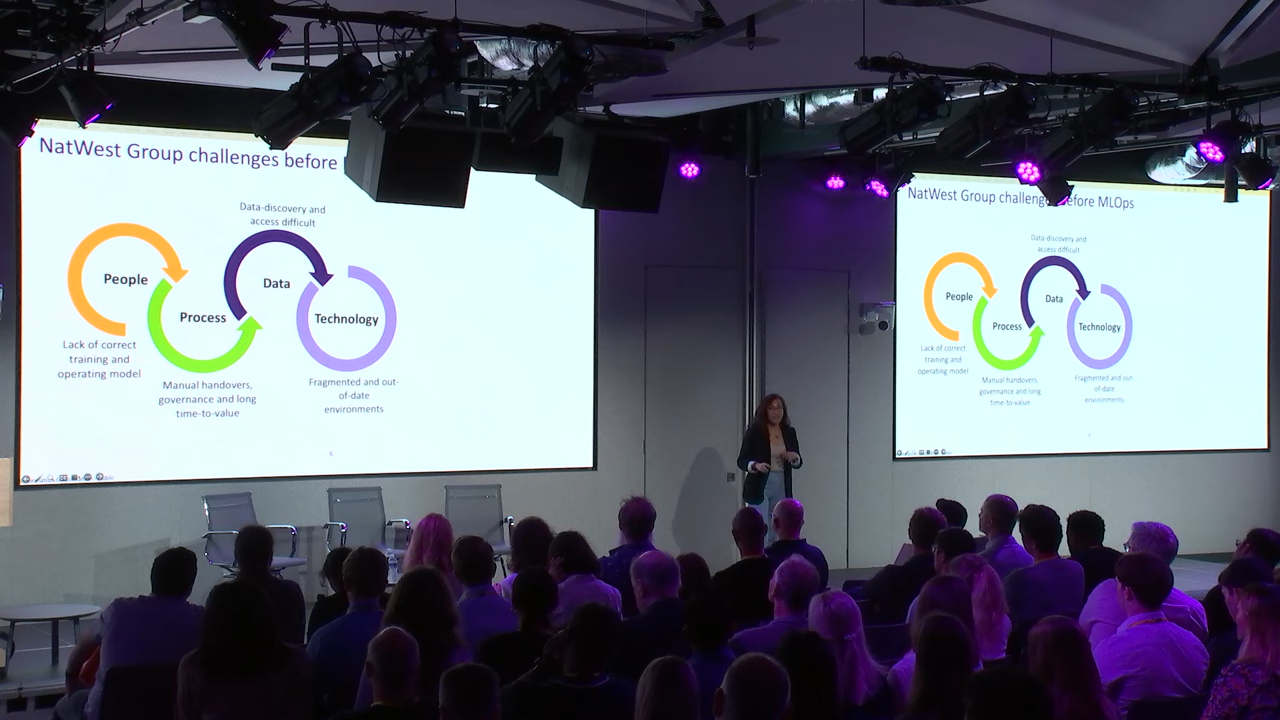 NatWest Group challenges before
Data-discovery and
access difficult
People
Data
Process
Technology
Lack of correct
training and
operating model
Manual handovers,
governance and long
time-to-value
Fragmented and out-
of-date
environments
6
NatWest Group challenges before MLOps
Data-discovery and
access difficult
People
Data
Process
Technology
Lack of correct
training and
operating model
Manual handovers,
governance and long
time-to-value
Fragmented and out-
of-date
environments